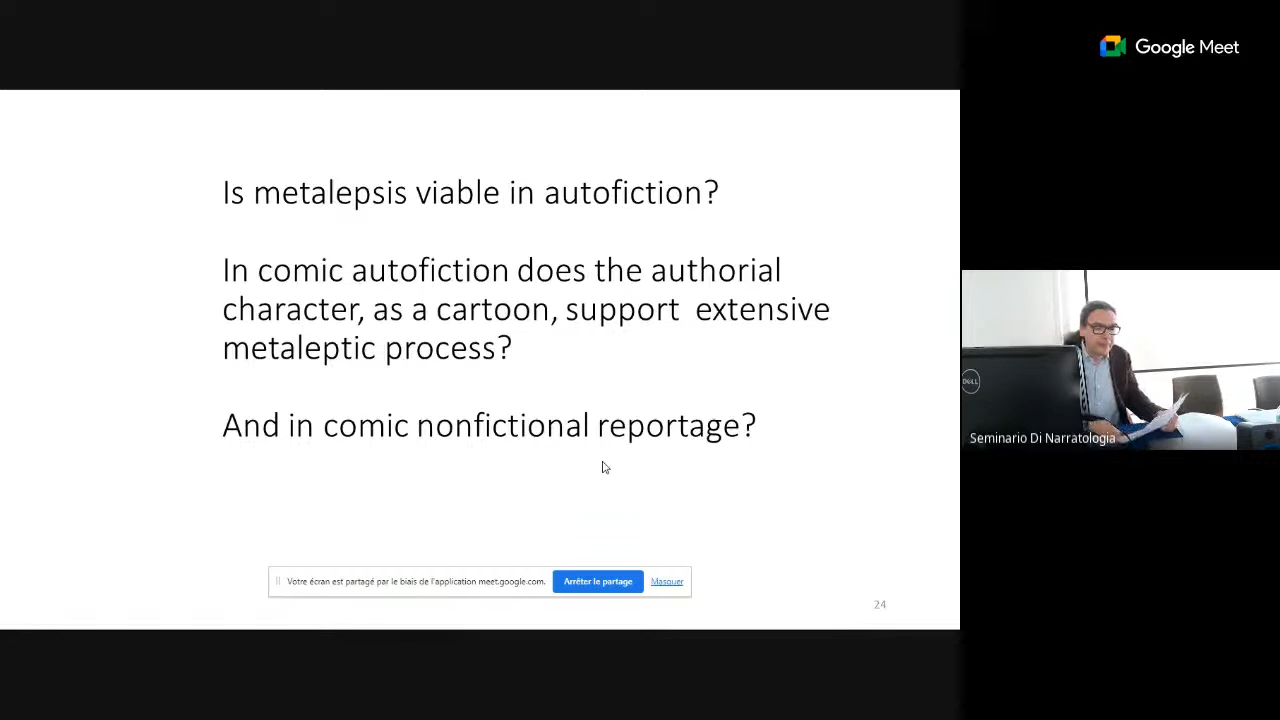 Google Meet
Is metalepsis viable in autofiction?
In comic autofiction does the authorial
character, as a cartoon, support extensive
metaleptic process?
And in comic nonfictional reportage?
DELL
Seminario Di Narratologia
Votre écran est partagé par le biais de l'application meet.google.com.
Arrêter le partage
Masquer
24